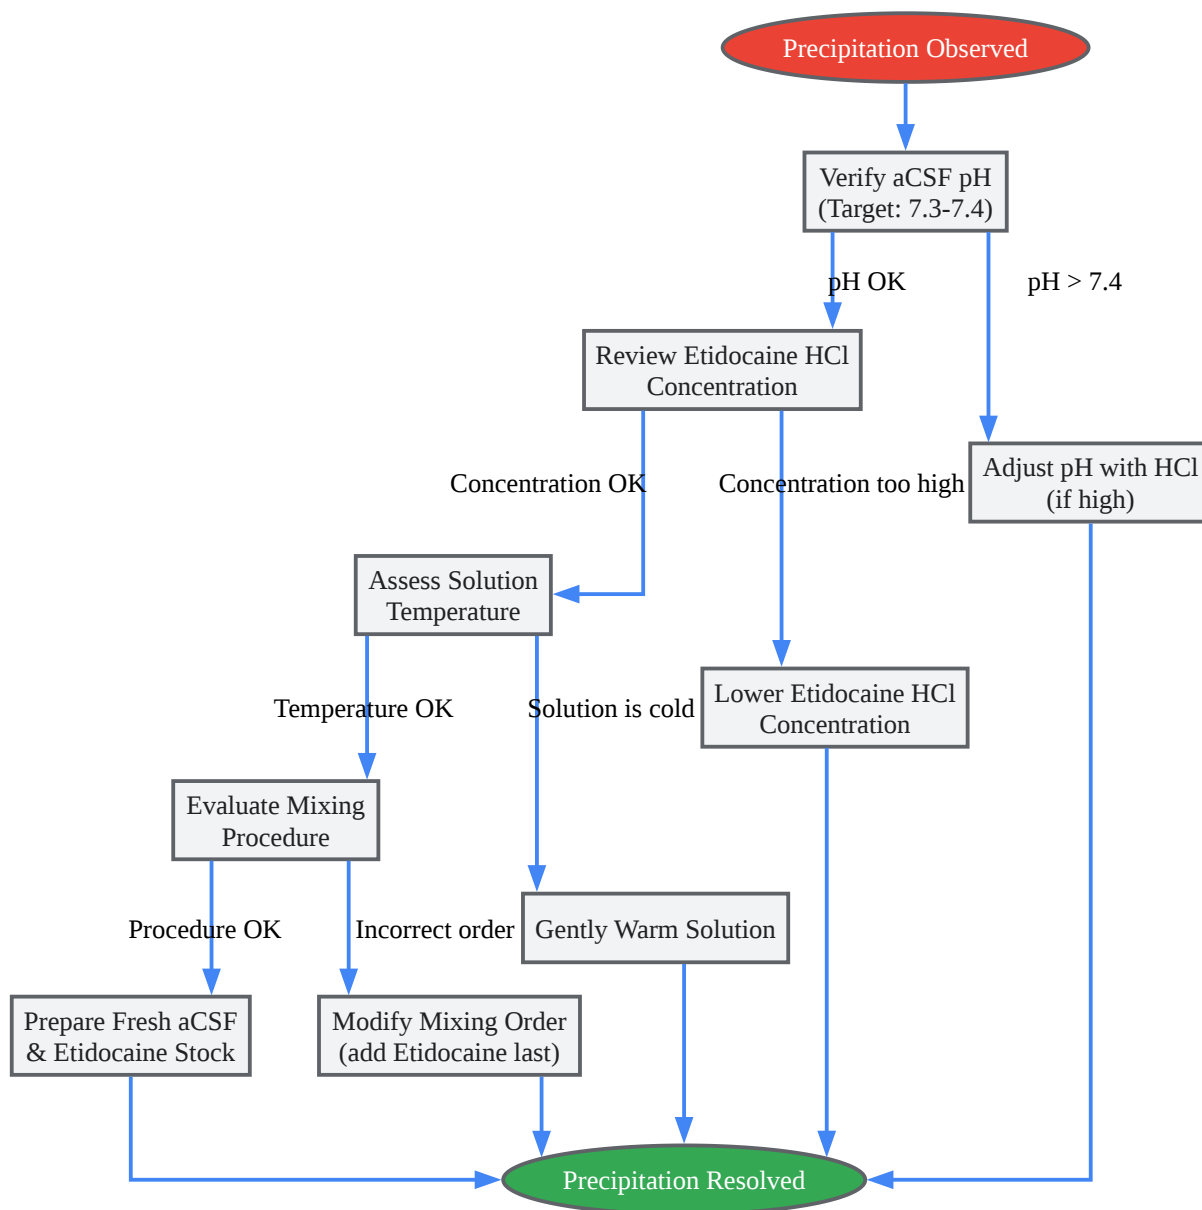 Precipitation Observed
Verify aCSF pH
(Target: 7.3-7.4)
pH OK
pH > 7.4
Review Etidocaine HCl
Concentration
Concentration OK
Concentration too high
Adjust pH with HCl
(if high)
Assess Solution
Temperature
Temperature OK
Solution is cold
Lower Etidocaine HCl
Concentration
Evaluate Mixing
Procedure
Procedure OK
Incorrect order
Gently Warm Solution
Prepare Fresh aCSF
& Etidocaine Stock
Modify Mixing Order
(add Etidocaine last)
Precipitation Resolved